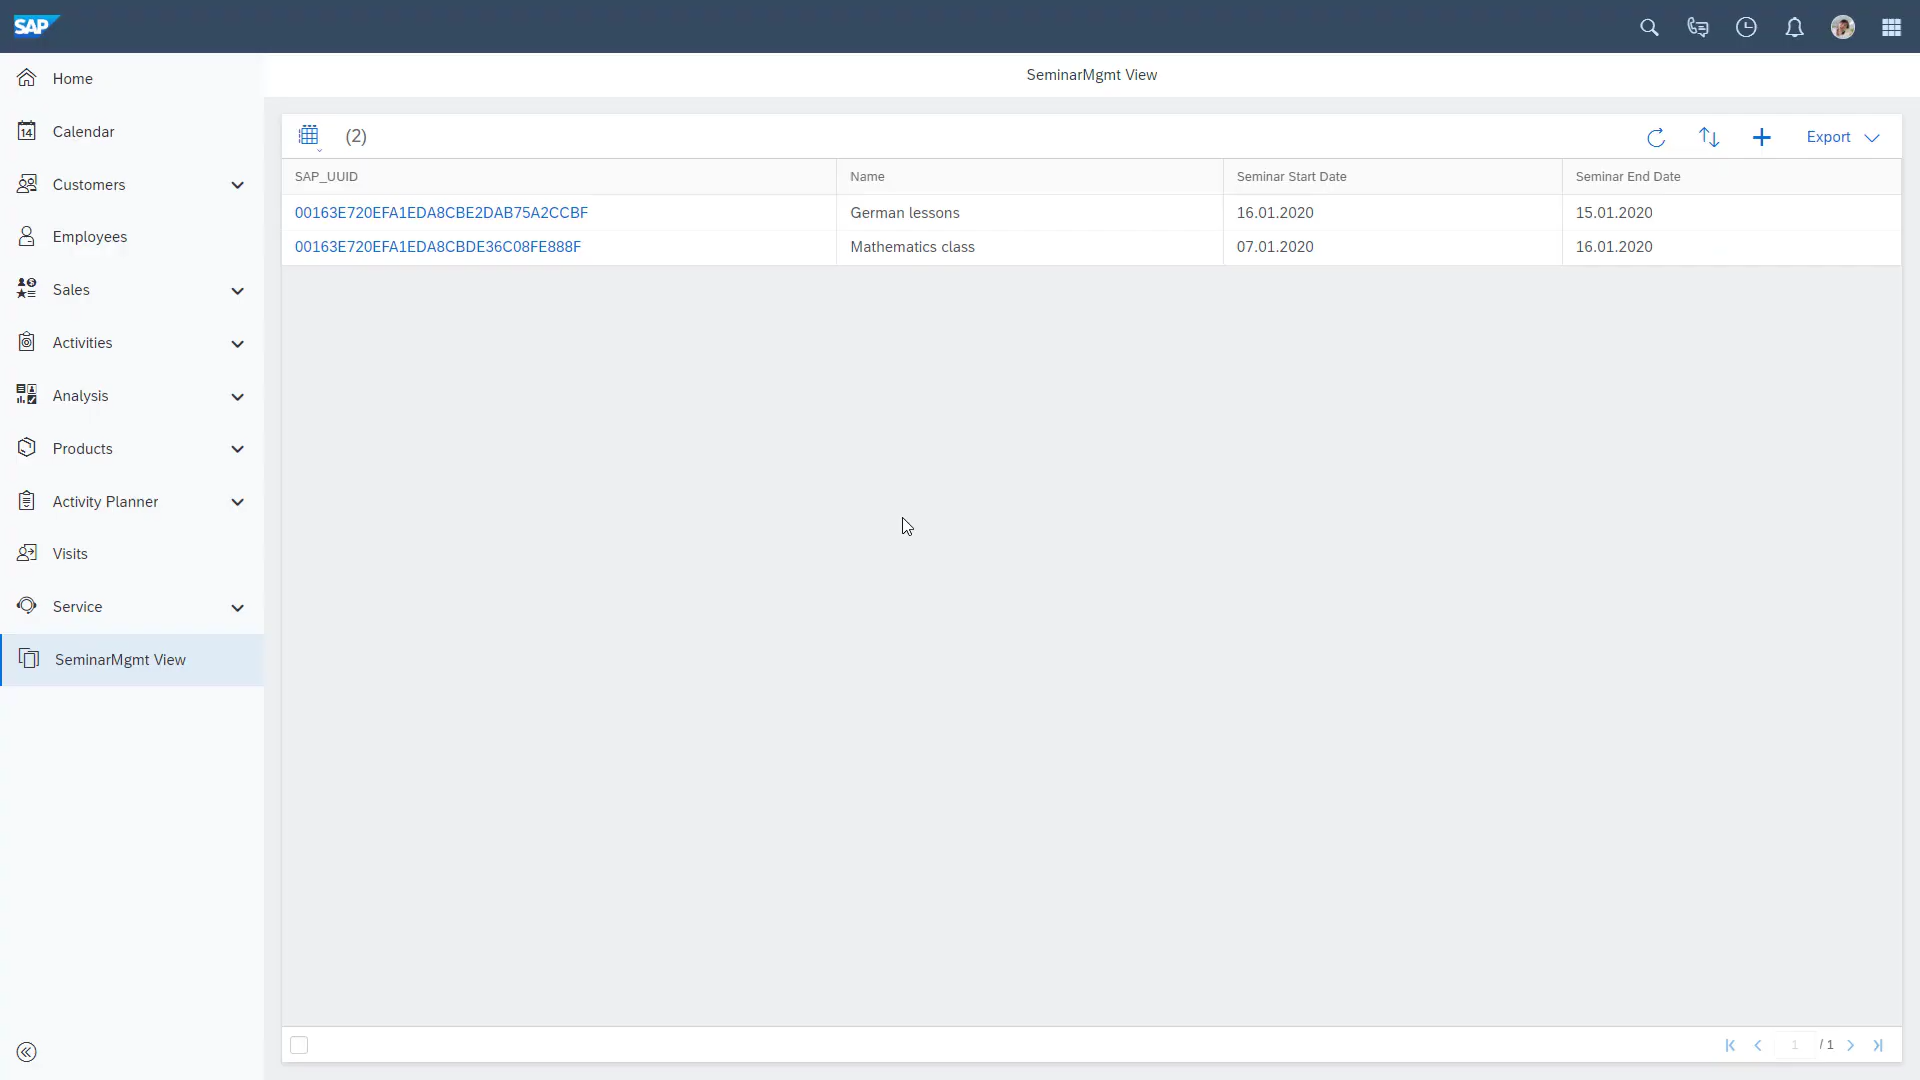 SAP
Home
14
Calendar
Customers
Employees
Sales
Activities
Analysis
Products
Activity Planner
Visits
Service
SeminarMgmt View
SeminarMgmt View
(2)
Export
SAP_UUID Name Seminar Start Date Seminar End Date
00163E720EFA1EDA8CBE2DAB75A2CCBF German lessons 16.01.2020 15.01.2020
00163E720EFA1EDA8CBDE36C08FE888F Mathematics class 07.01.2020 16.01.2020
1 / 1